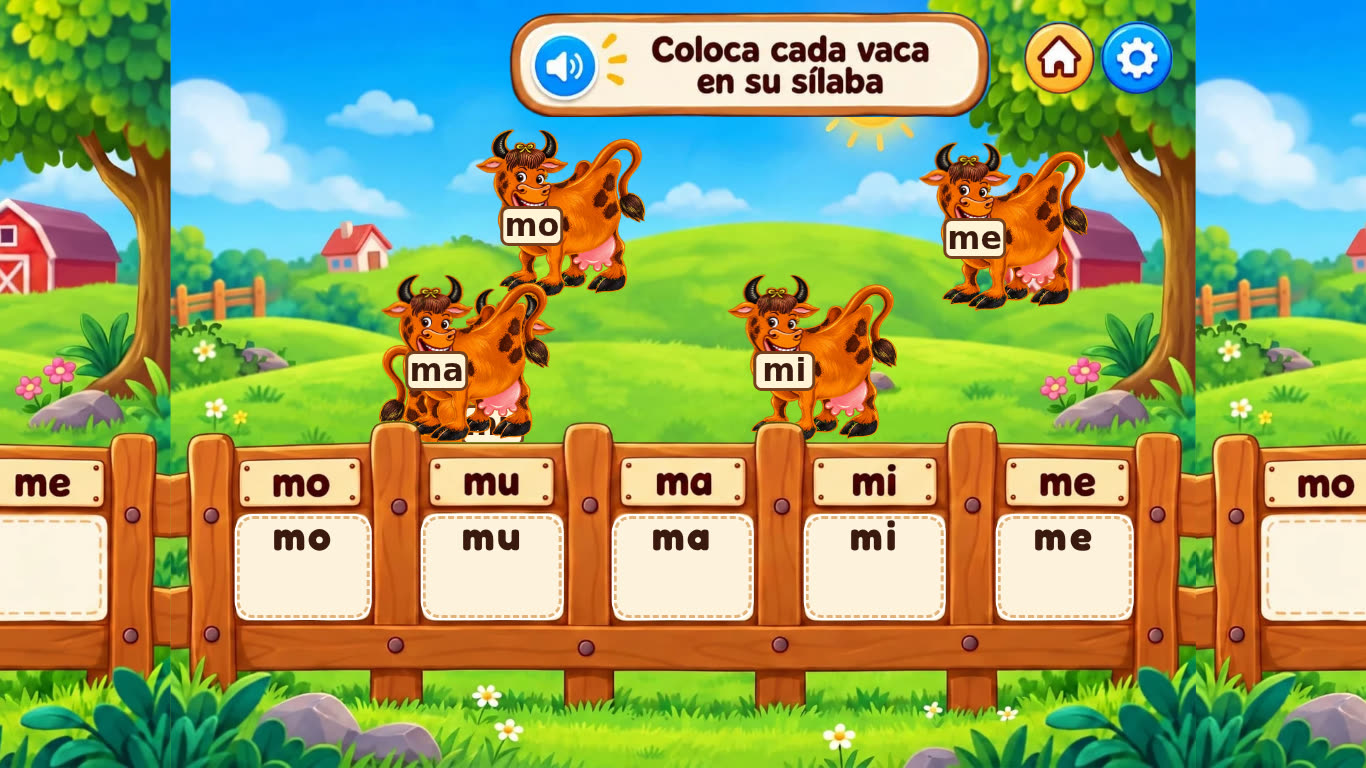 Coloca cada vaca
en su sílaba
mo
me
ma
mi
me mo mu ma mi me mo
mo mu ma mi me